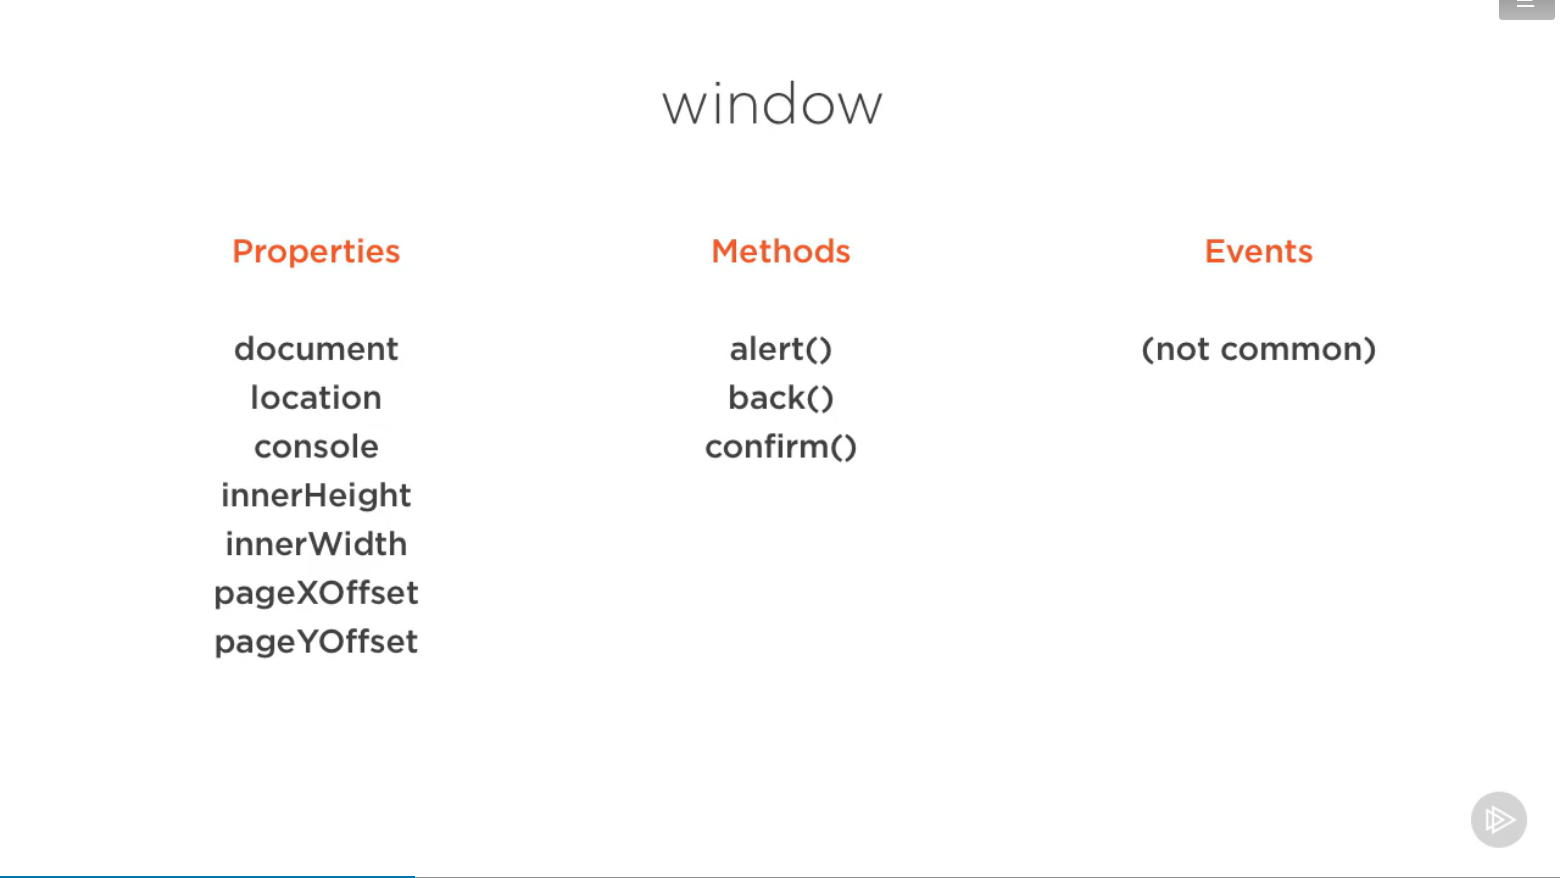 window
Properties
document
location
console
innerHeight
innerWidth
pageXOffset
pageYOffset
Methods
alert()
back()
confirm()
Events
(not common)